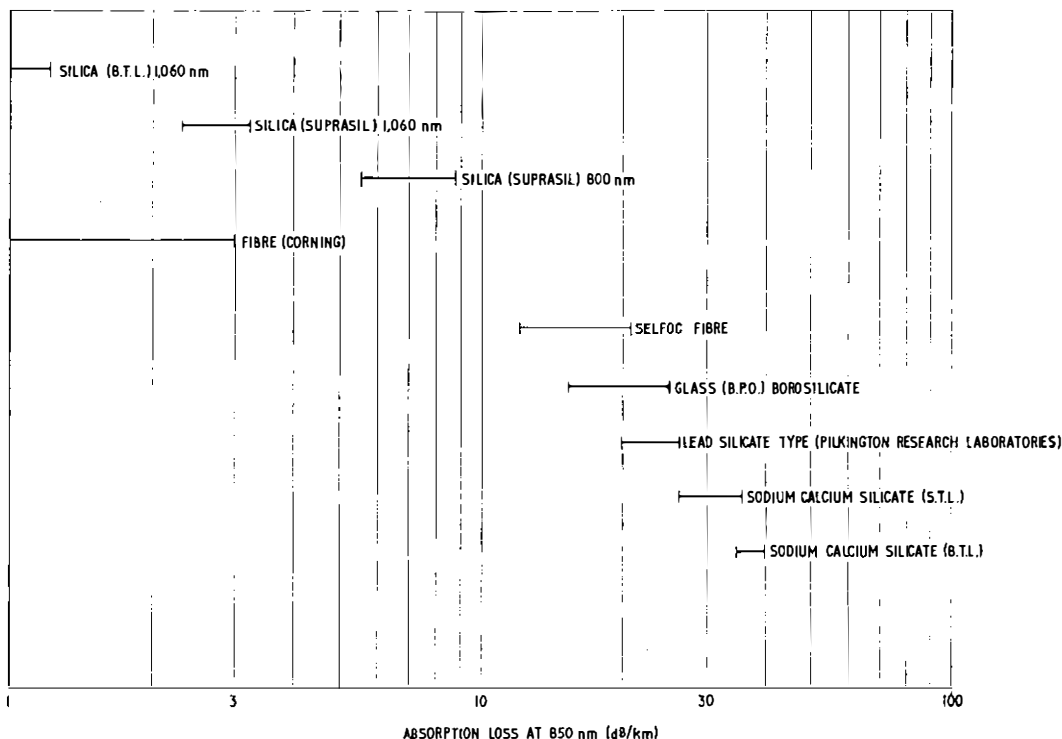 SILICA (B.T.L.) 1,060 nm
SILICA (SUPRASIL) 1,060 nm
SILICA (SUPRASIL) 800 nm
FIBRE (CORNING)
SELFOC FIBRE
GLASS (B.P.O.) BOROSILICATE
LEAD SILICATE TYPE (PILKINGTON RESEARCH LABORATORIES)
SODIUM CALCIUM SILICATE (S.T.L.)
SODIUM CALCIUM SILICATE (B.T.L.)
1 3 10 30 100
ABSORPTION LOSS AT 850 nm (dB/km)